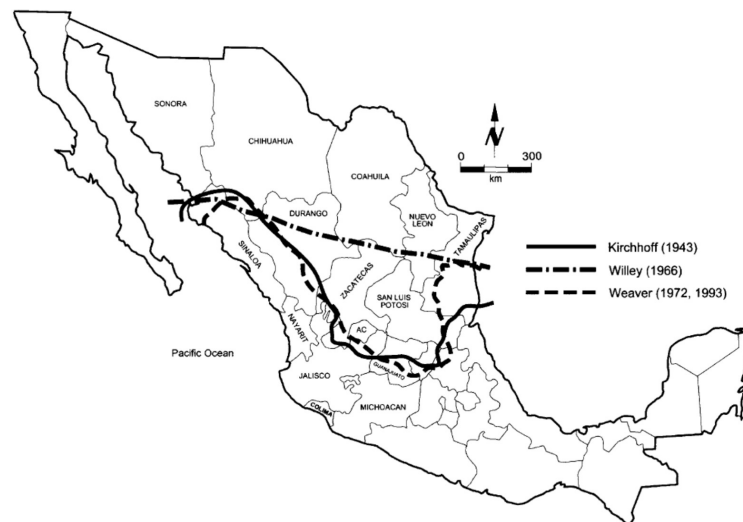 SONORA
CHIHUAHUA
COAHUILA
N
0 300
km
DURANGO
NUEVO
LEON
TAMAULIPAS
SINALOA
ZACATECAS
SAN LUIS
POTOSI
NAYARIT
AC
GUANAJUATO
JALISCO
COLIMA
MICHOACAN
Pacific Ocean
Kirchhoff (1943)
Willey (1966)
Weaver (1972, 1993)